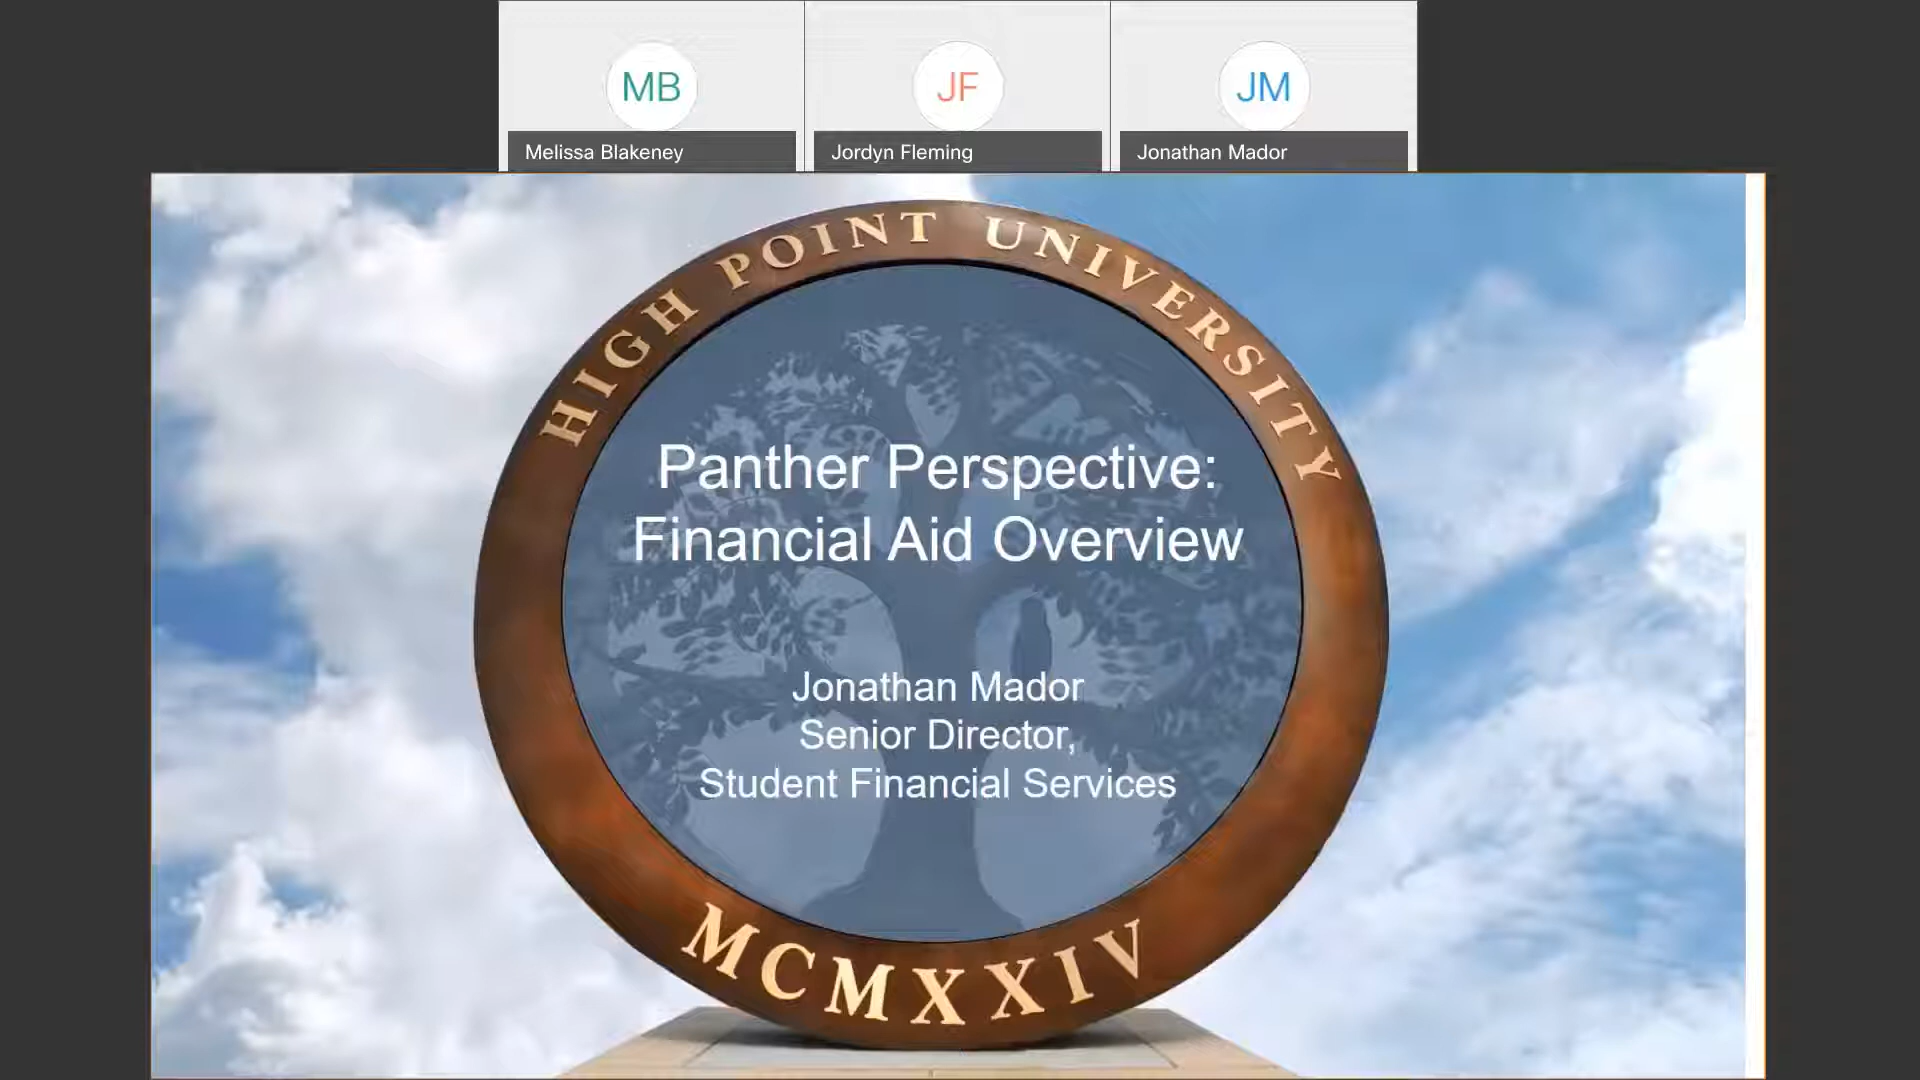 MB
Melissa Blakeney
JF
Jordyn Fleming
JM
Jonathan Mador
HIGH POINT UNIVERSITY
Panther Perspective:
Financial Aid Overview
Jonathan Mador
Senior Director,
Student Financial Services
MCMXXIV